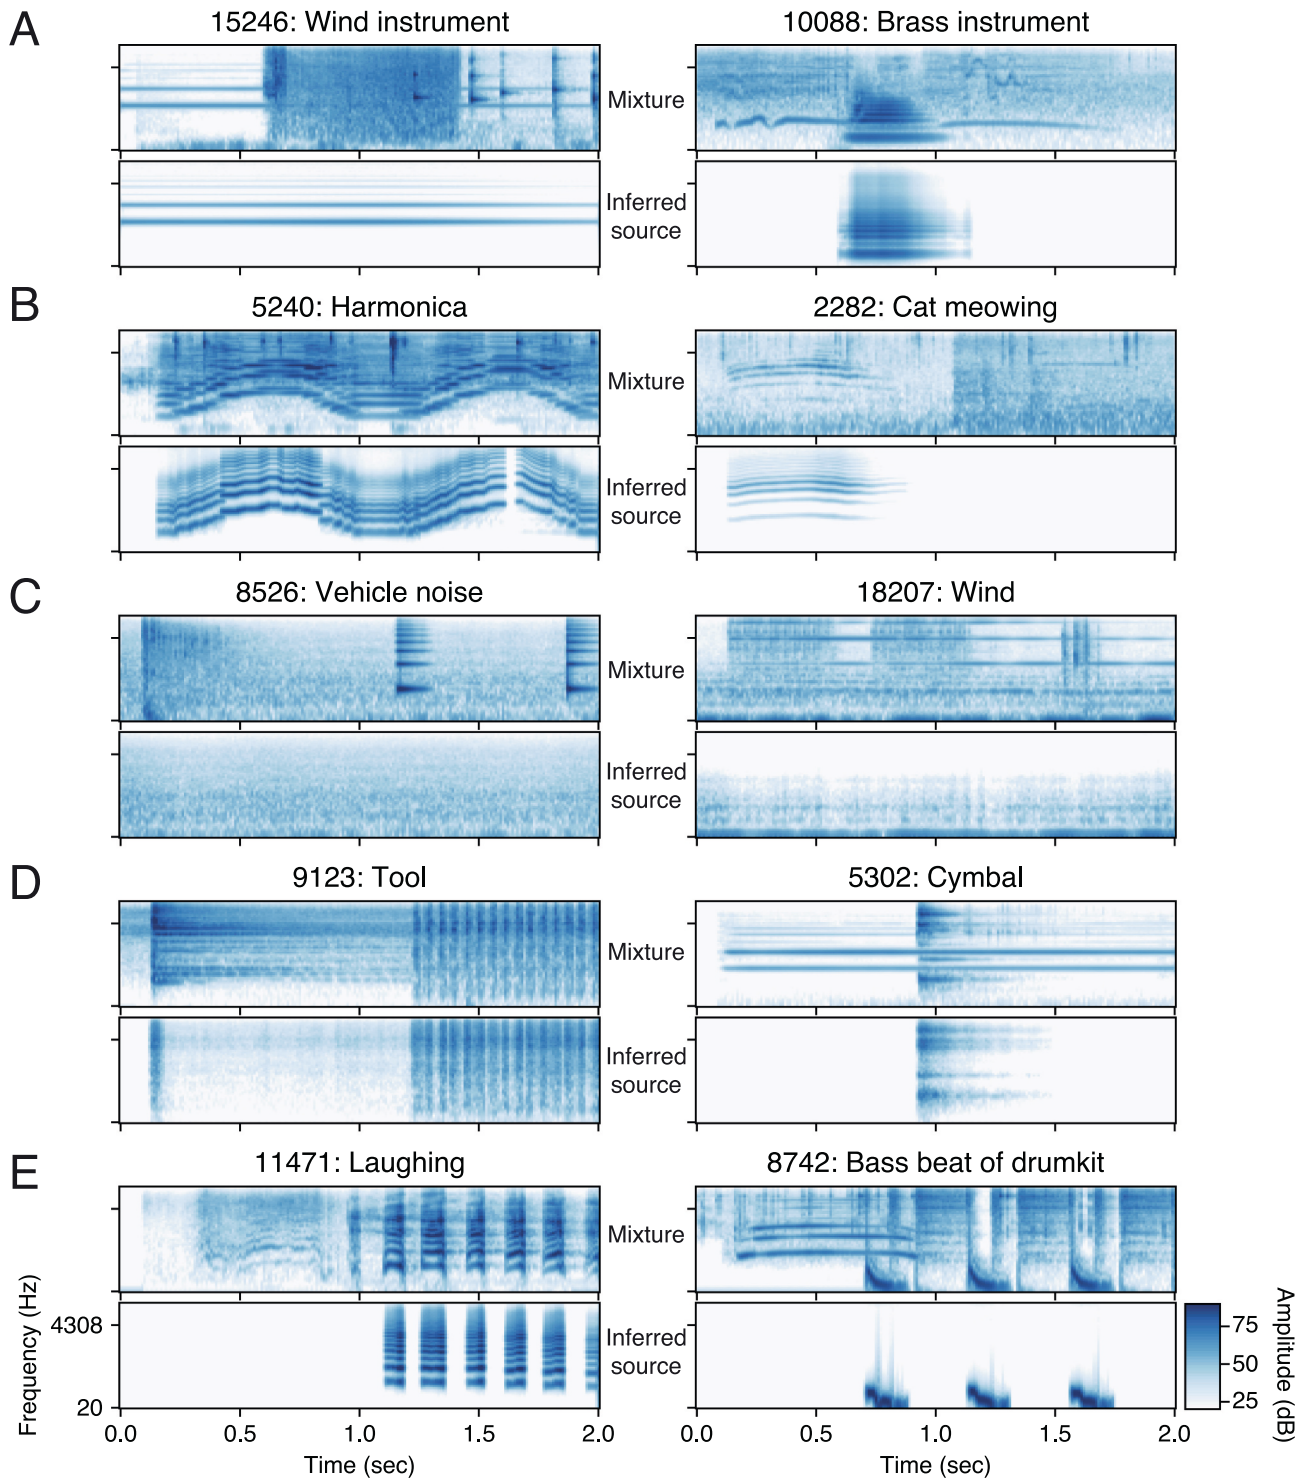 A
15246: Wind instrument
10088: Brass instrument
Mixture
Inferred
source
B
5240: Harmonica
2282: Cat meowing
Mixture
Inferred
source
C
8526: Vehicle noise
18207: Wind
Mixture
Inferred
source
D
9123: Tool
5302: Cymbal
Mixture
Inferred
source
E
11471: Laughing
8742: Bass beat of drumkit
Mixture
Inferred
source
Frequency (Hz)
4308
20
0.0 0.5 1.0 1.5 2.0
Time (sec)
0.0 0.5 1.0 1.5 2.0
Time (sec)
75
50
25
Amplitude (dB)